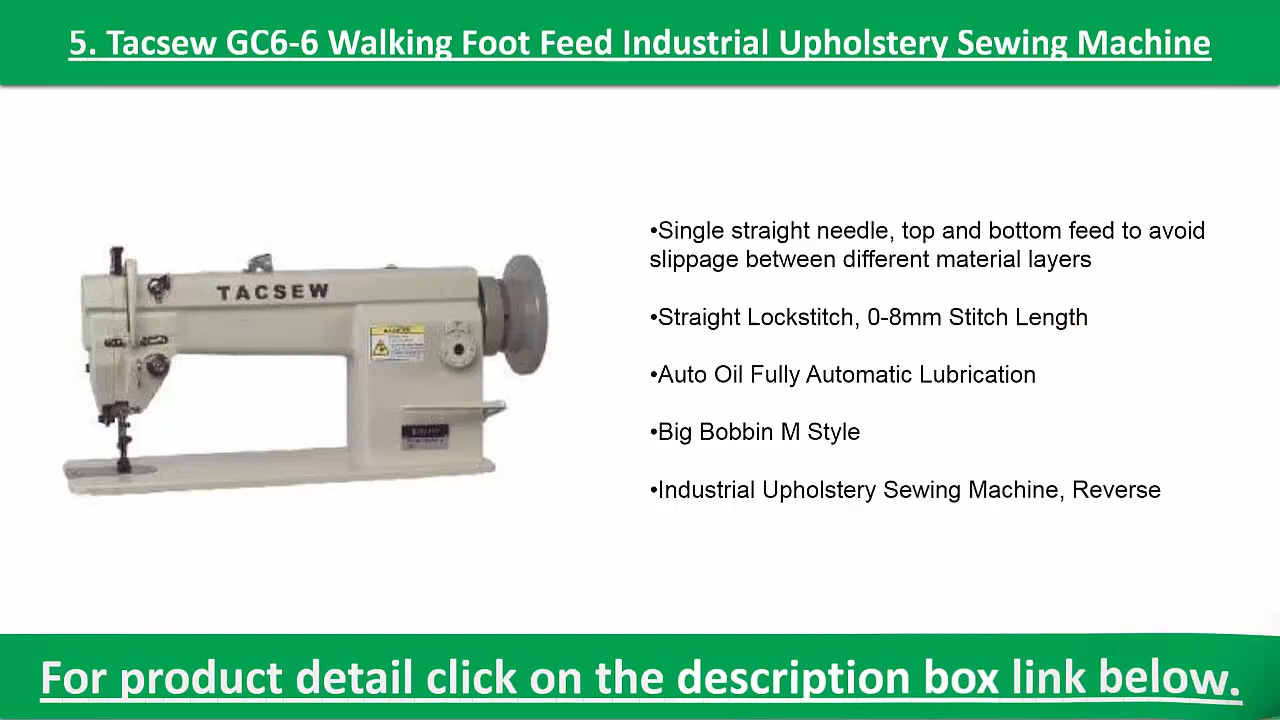 5. Tacsew GC6-6 Walking Foot Feed Industrial Upholstery Sewing Machine
TACSEW
•Single straight needle, top and bottom feed to avoid
slippage between different material layers
•Straight Lockstitch, 0-8mm Stitch Length
•Auto Oil Fully Automatic Lubrication
•Big Bobbin M Style
•Industrial Upholstery Sewing Machine, Reverse
For product detail click on the description box link below.